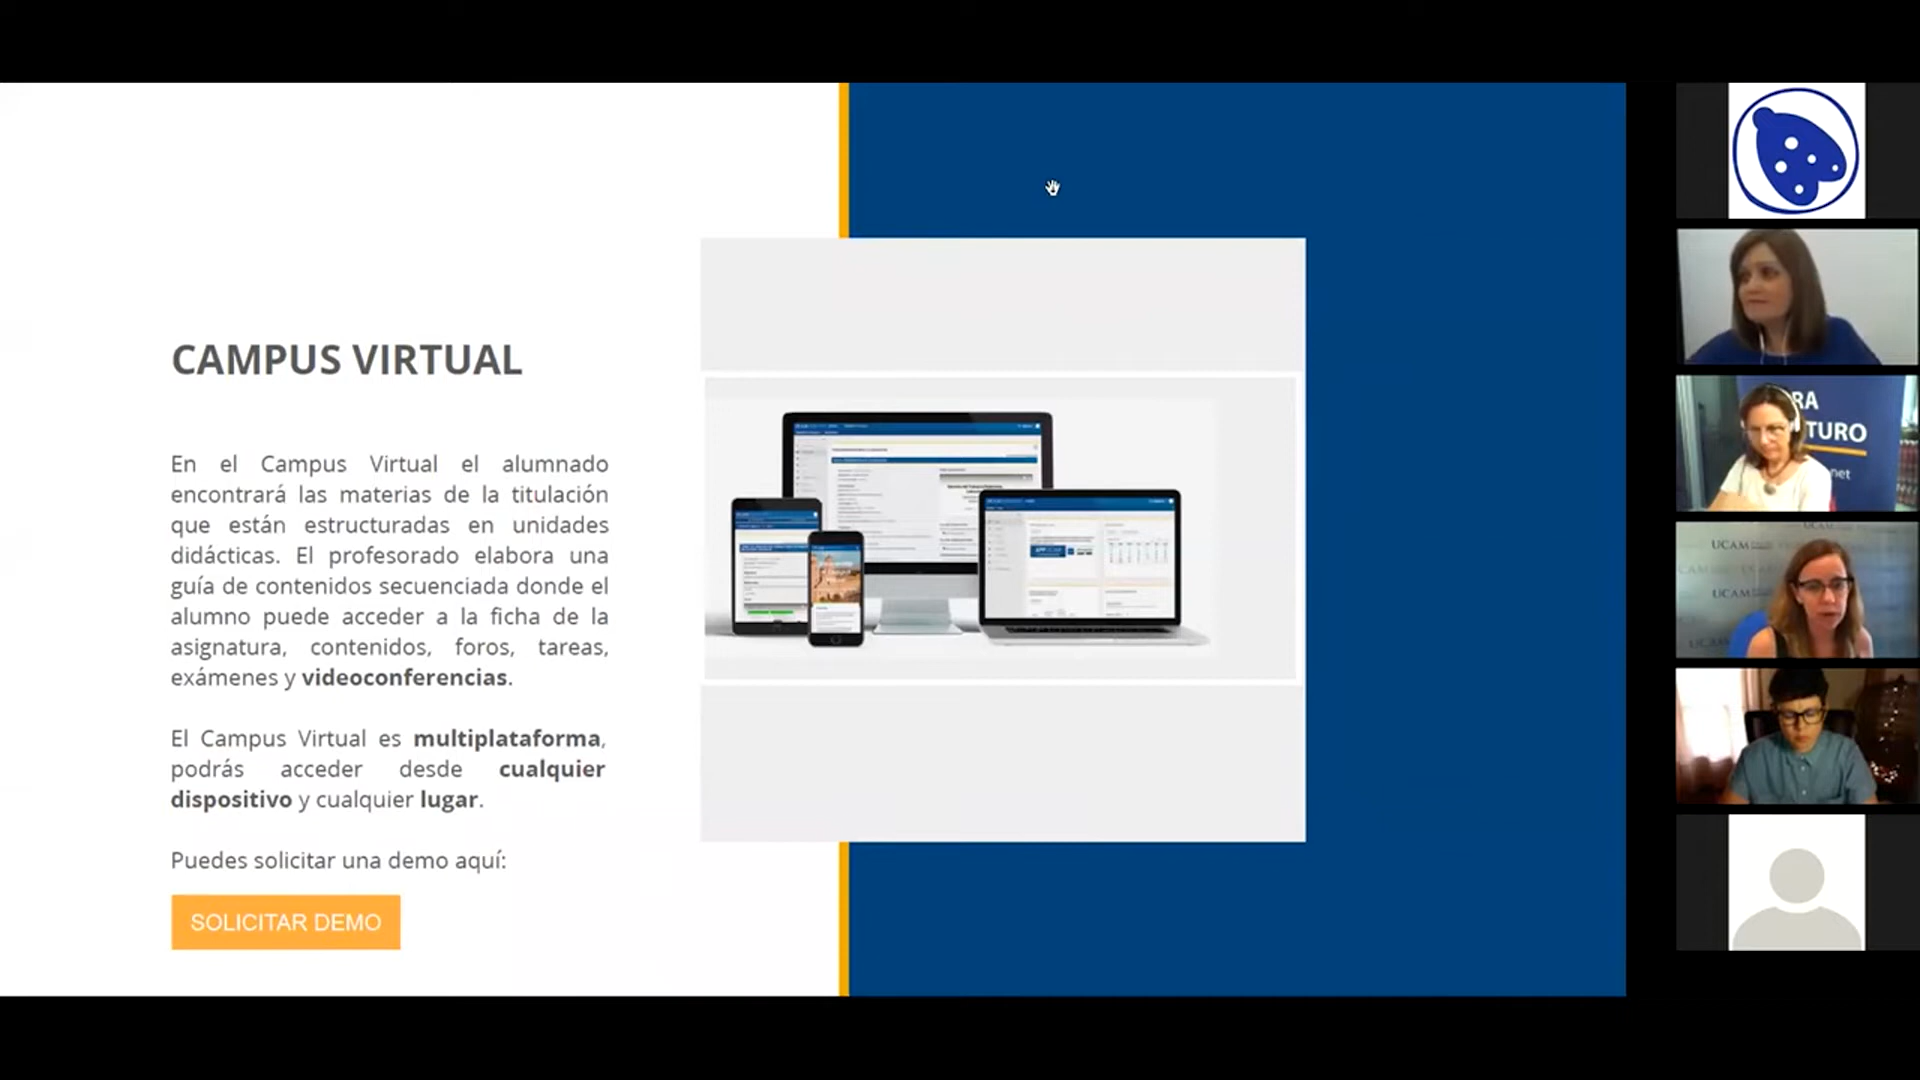 CAMPUS VIRTUAL
En el Campus Virtual el alumnado
encontrará las materias de la titulación
que están estructuradas en unidades
didácticas. El profesorado elabora una
guía de contenidos secuenciada donde el
alumno puede acceder a la ficha de la
asignatura, contenidos, foros, tareas,
exámenes y videoconferencias.
El Campus Virtual es multiplataforma,
podrás acceder desde cualquier
dispositivo y cualquier lugar.
Puedes solicitar una demo aquí:
SOLICITAR DEMO
RA
TURO
net
UCAM
UCAM
UCAM
UCAM